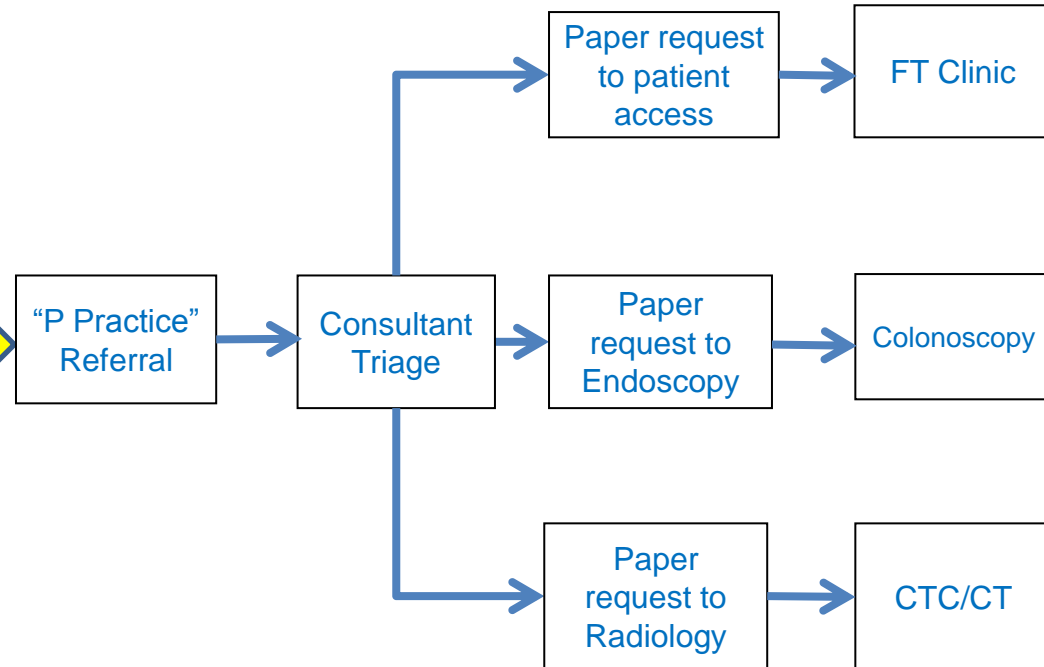 Paper request
to patient
access
FT Clinic
“P Practice”
Referral
Consultant
Triage
Paper
request to
Endoscopy
Colonoscopy
Paper
request to
Radiology
CTC/CT